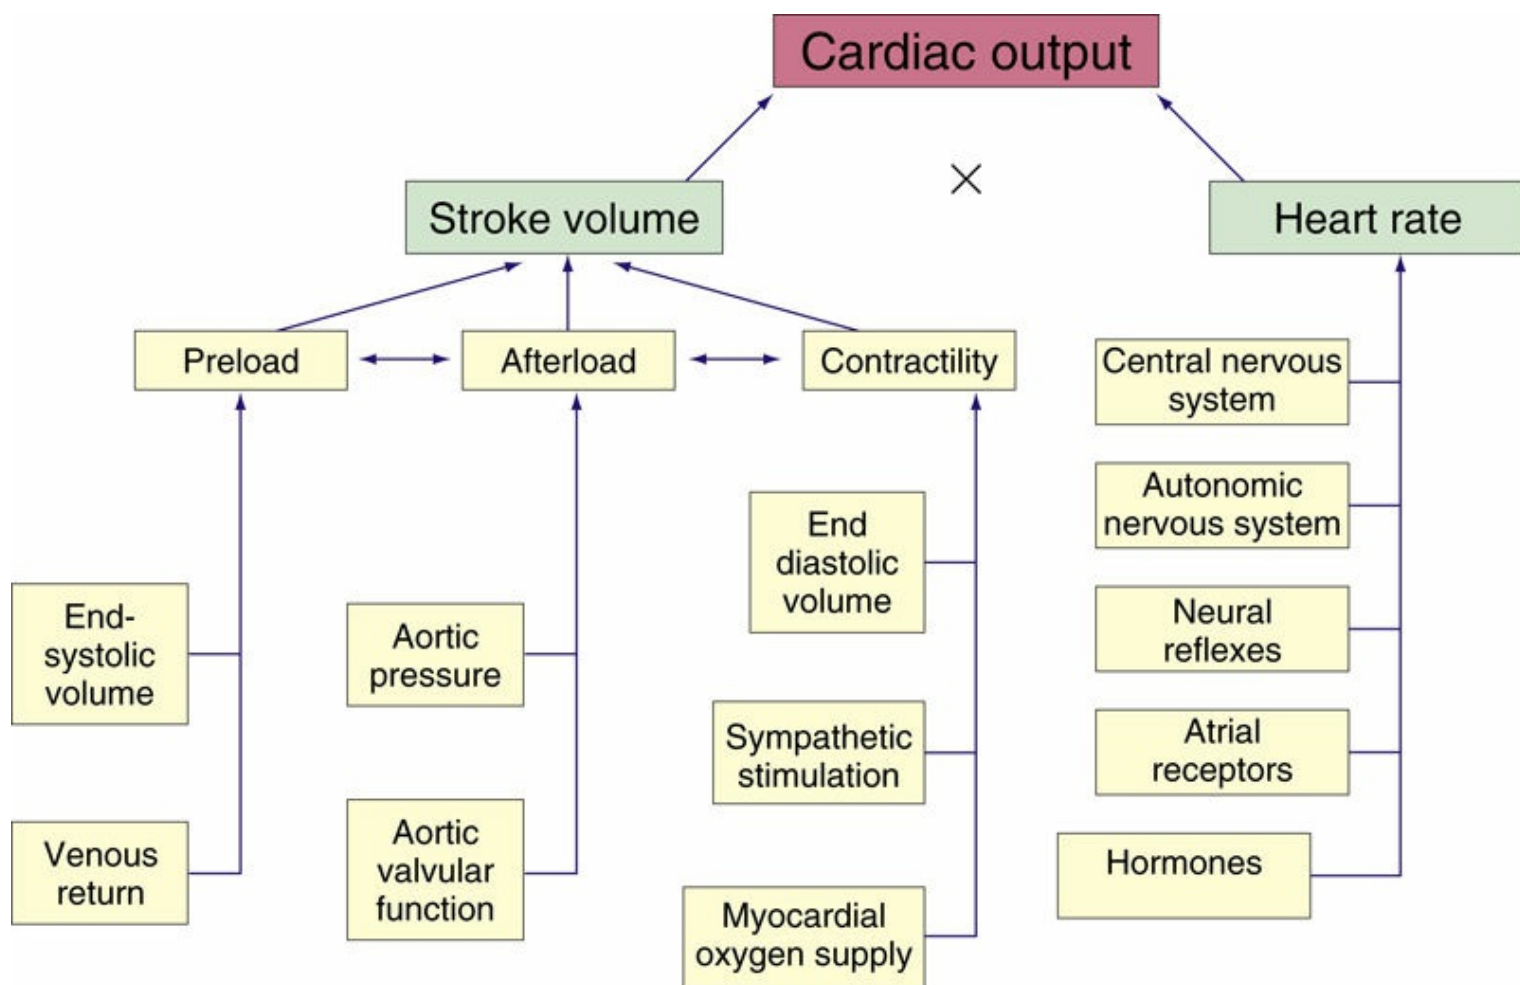 Cardiac output
×
Stroke volume
Heart rate
Preload
Afterload
Contractility
End-
systolic
volume
Venous
return
Aortic
pressure
Aortic
valvular
function
End
diastolic
volume
Sympathetic
stimulation
Myocardial
oxygen supply
Central nervous
system
Autonomic
nervous system
Neural
reflexes
Atrial
receptors
Hormones